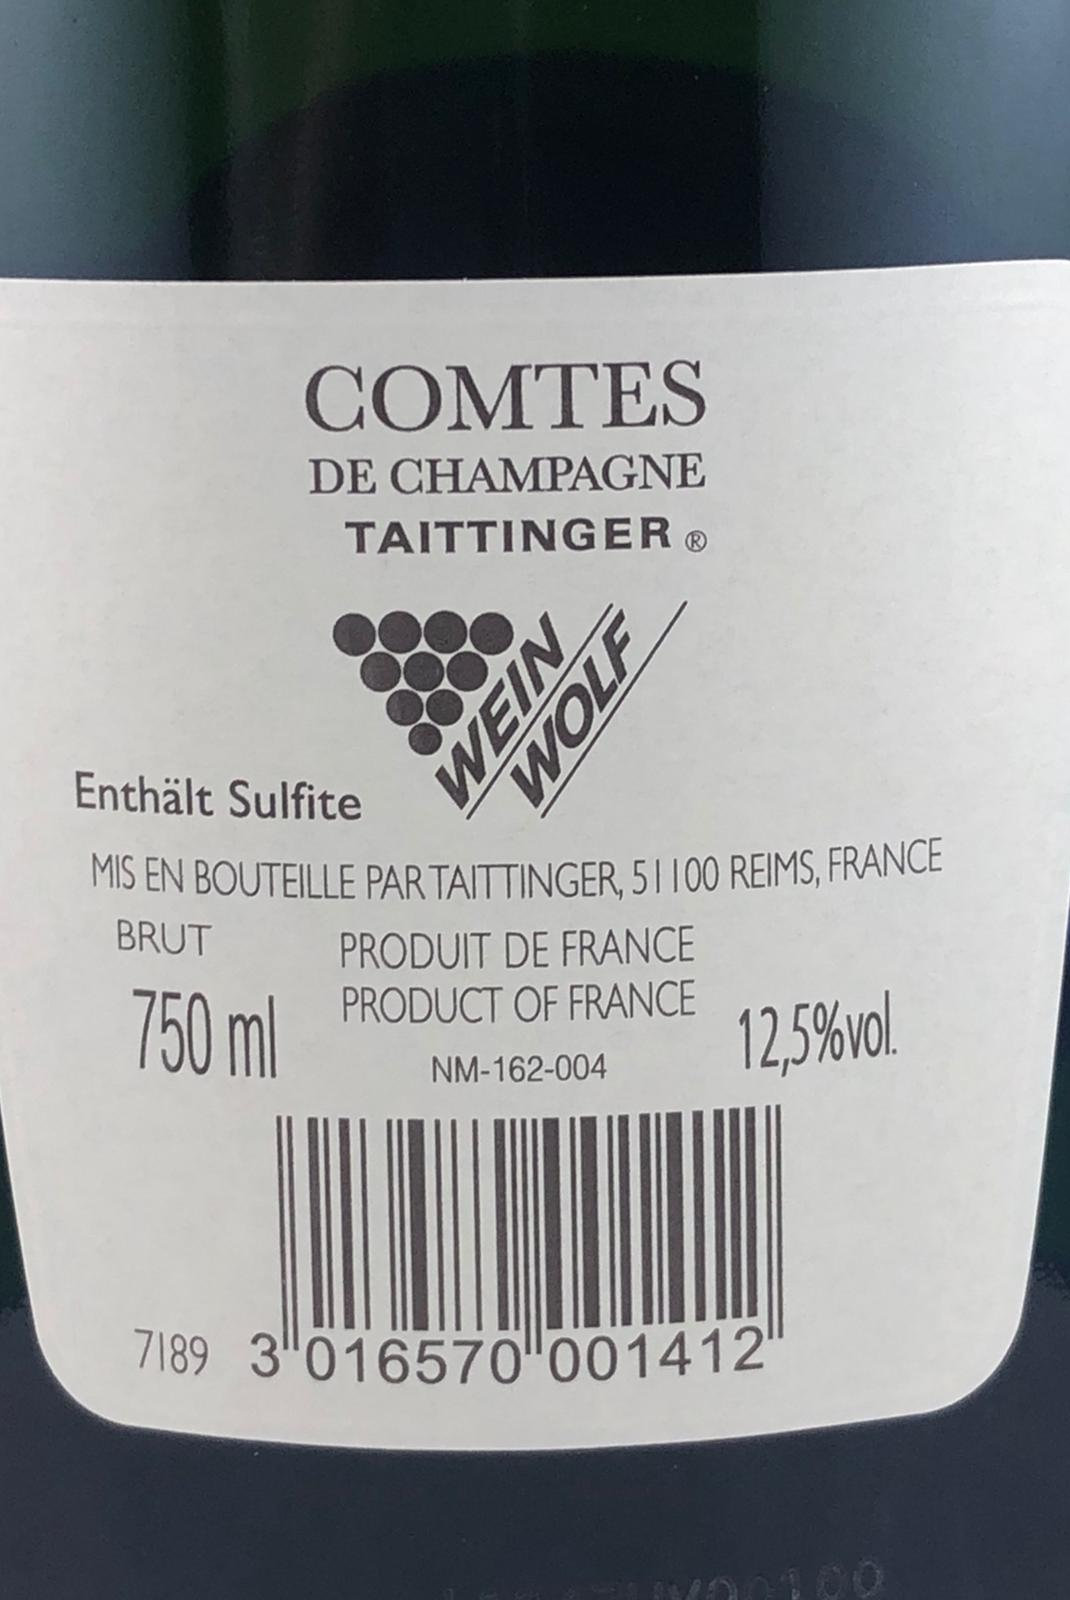 COMTES
DE CHAMPAGNE
TAITTINGER ®
WEIN
WOLF
Enthält Sulfite
MIS EN BOUTEILLE PAR TAITTINGER, 51100 REIMS, FRANCE
BRUT
PRODUIT DE FRANCE
PRODUCT OF FRANCE
750 ml
12,5%vol.
NM-162-004
7189
3 016570 001412